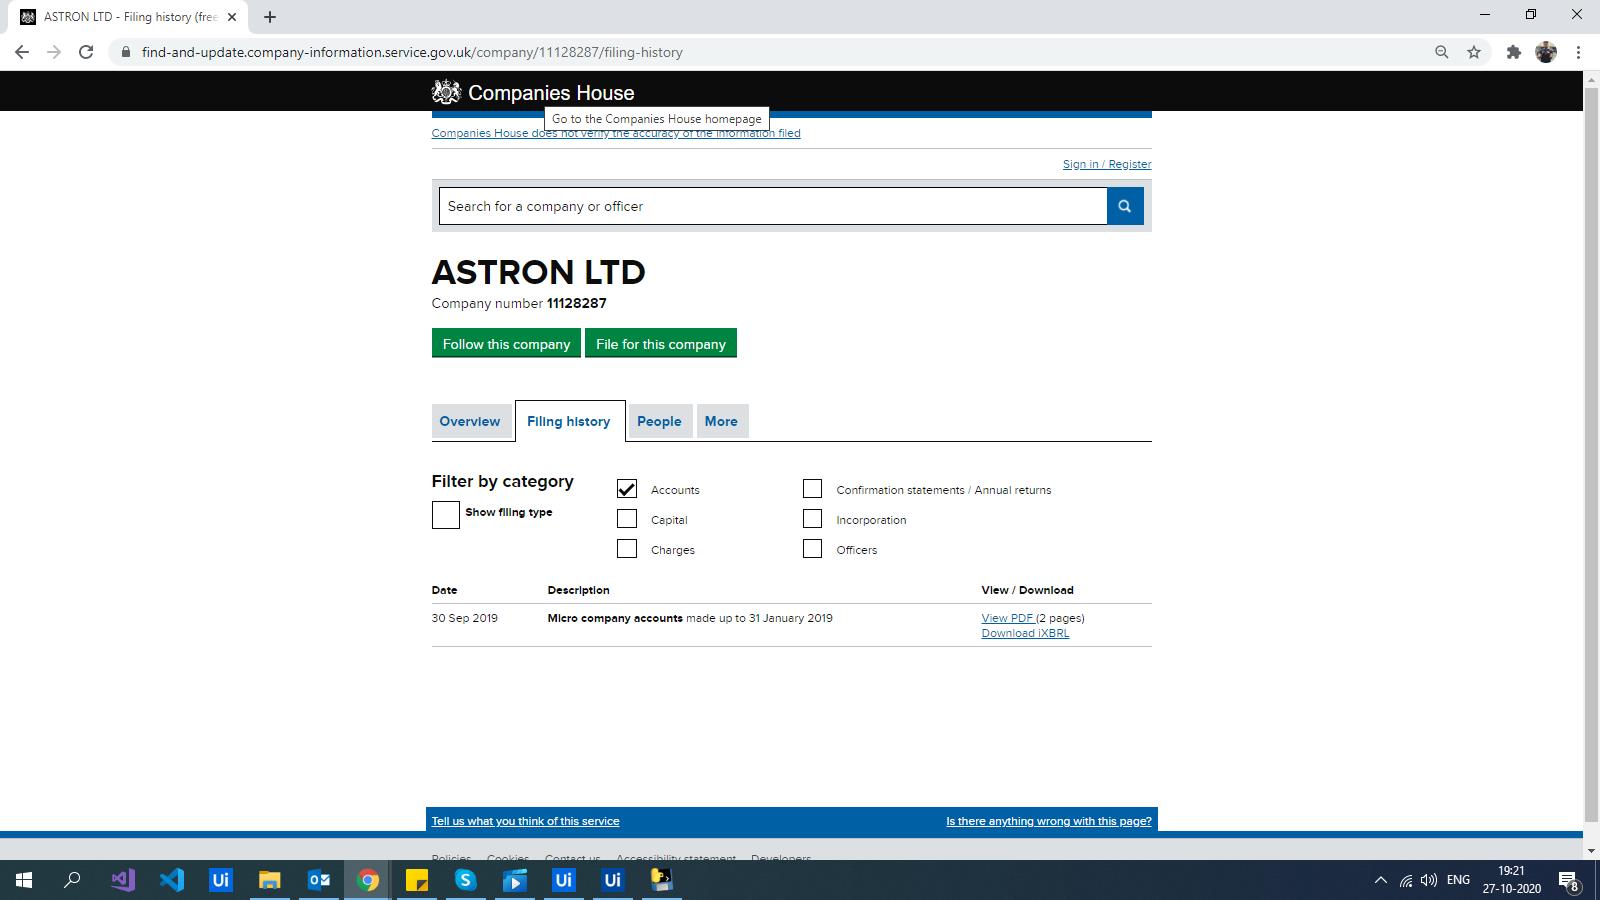 ASTRON LTD - Filing history (free
find-and-update.company-information.service.gov.uk/company/11128287/filing-history
Companies House
Go to the Companies House homepage
Companies House does not verify the accuracy of the information filed
Sign in / Register
Search for a company or officer
ASTRON LTD
Company number 11128287
Follow this company File for this company
Overview Filing history People More
Filter by category
Show filing type
Accounts Confirmation statements / Annual returns
Capital Incorporation
Charges Officers
Date Description View / Download
30 Sep 2019 Micro company accounts made up to 31 January 2019 View PDF (2 pages)
Download iXBRL
Tell us what you think of this service Is there anything wrong with this page?
Policies Cookies Contact us Accessibility statement Developers
Ui Ui Ui ENG 19:21
27-10-2020 8